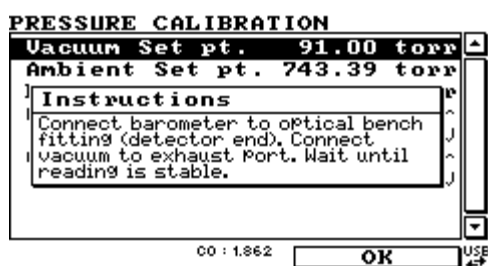 PRESSURE CALIBRATION
Vacuum Set pt. 91.00 torr
Ambient Set pt. 743.39 torr
Instructions
Connect barometer to optical bench
fitting (detector end). Connect
vacuum to exhaust port. Wait until
reading is stable.
CO : 1.862
OK
USB